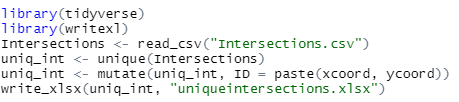 library(tidyverse)
library(writexl)
Intersections <- read_csv("Intersections.csv")
uniq_int <- unique(Intersections)
uniq_int <- mutate(uniq_int, ID = paste(xcoord, ycoord))
write_xlsx(uniq_int, "uniqueintersections.xlsx")